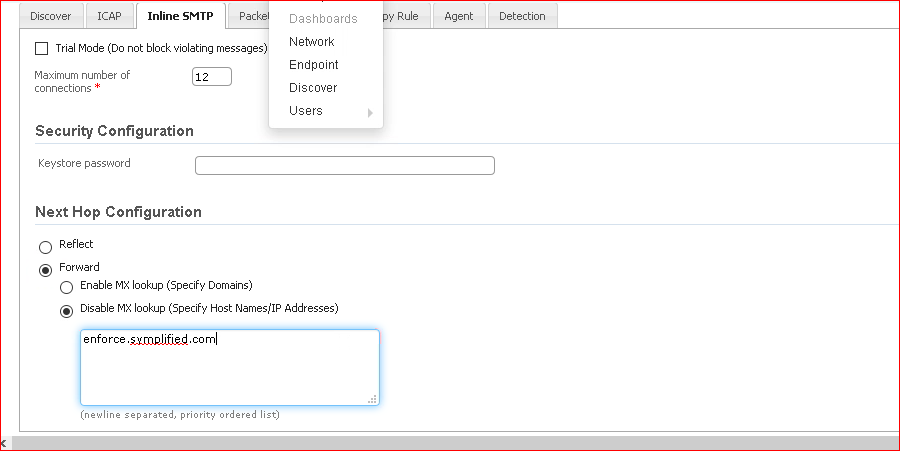 Discover ICAP Inline SMTP Packet py Rule Agent Detection
Dashboards
Network
Endpoint
Discover
Users
Trial Mode (Do not block violating messages)
Maximum number of
connections *
12
Security Configuration
Keystore password
Next Hop Configuration
Reflect
Forward
Enable MX lookup (Specify Domains)
Disable MX lookup (Specify Host Names/IP Addresses)
enforce.symplified.com
(newline separated, priority ordered list)